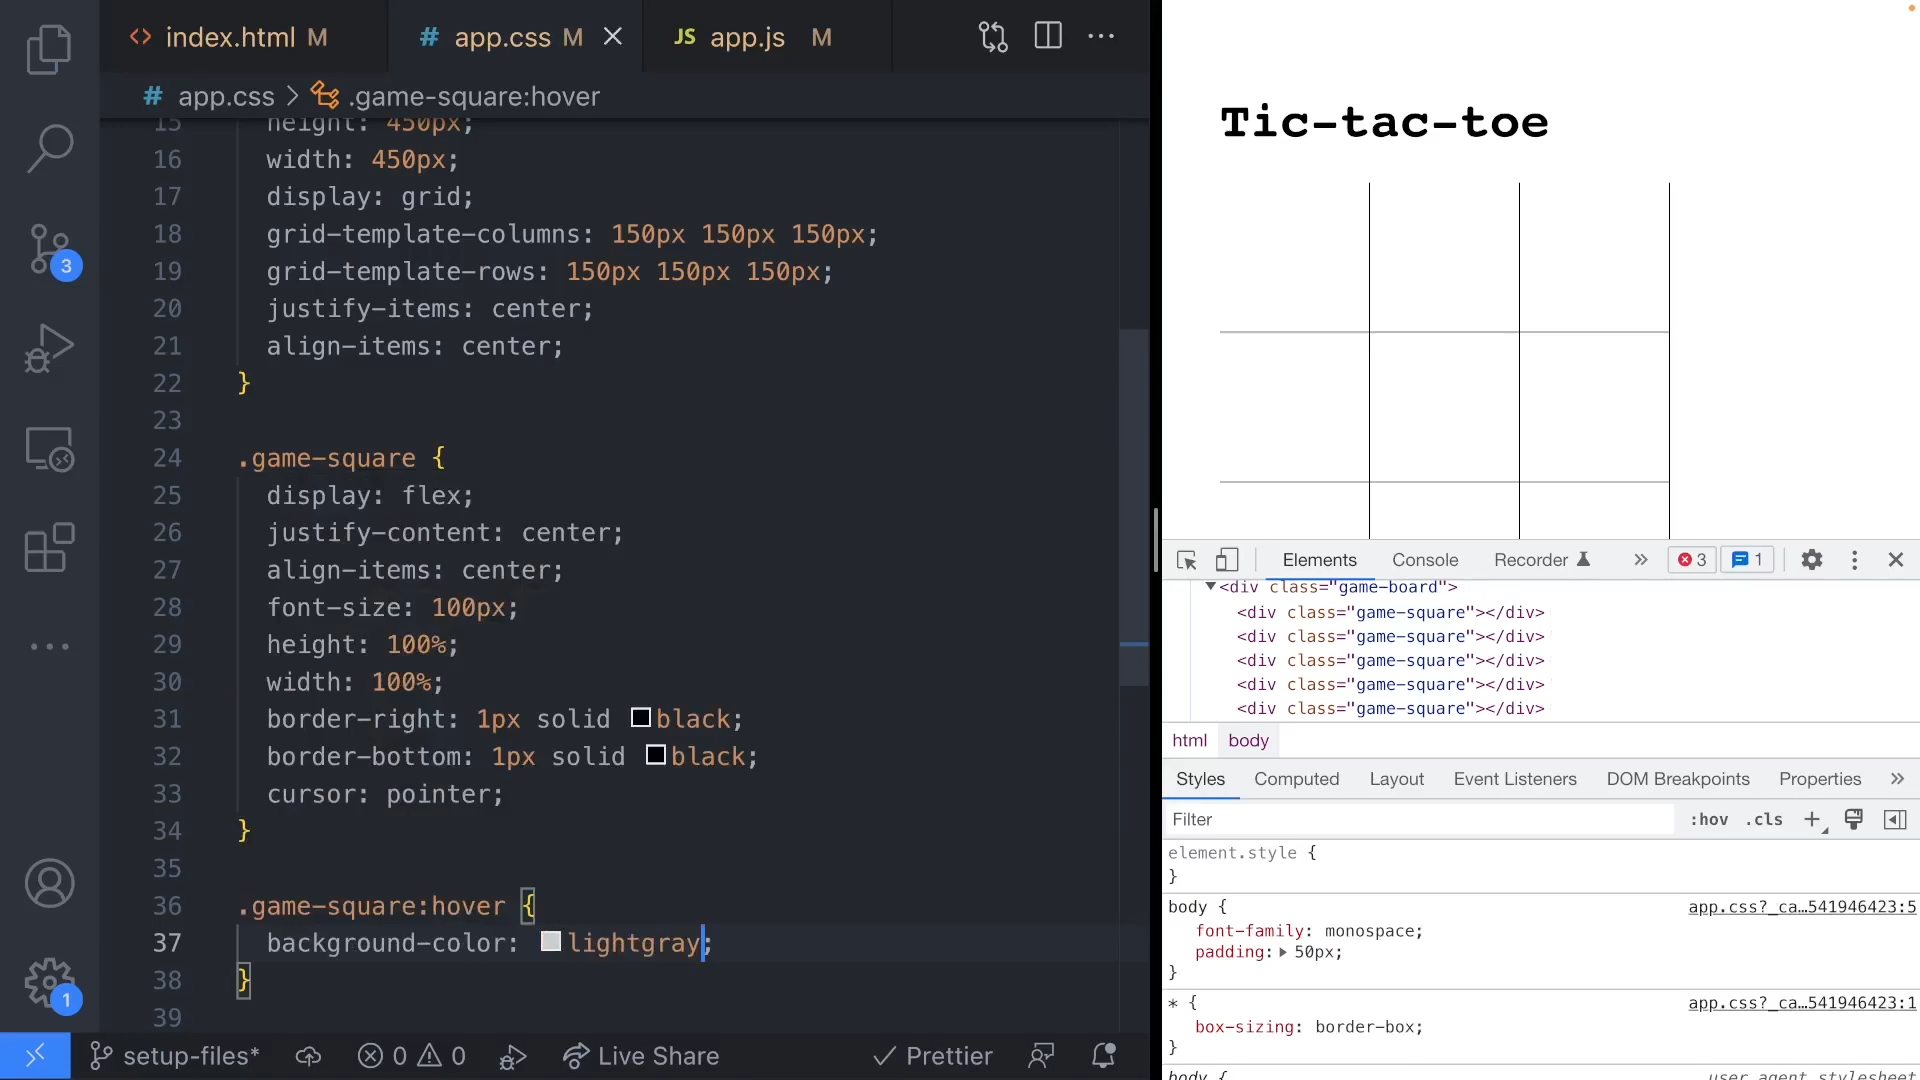 <> index.html M
# app.css M
JS app.js M
# app.css > .game-square:hover
15 height: 450px;
16 width: 450px;
17 display: grid;
18 grid-template-columns: 150px 150px 150px;
19 grid-template-rows: 150px 150px 150px;
20 justify-items: center;
21 align-items: center;
22 }
23
24 .game-square {
25 display: flex;
26 justify-content: center;
27 align-items: center;
28 font-size: 100px;
29 height: 100%;
30 width: 100%;
31 border-right: 1px solid black;
32 border-bottom: 1px solid black;
33 cursor: pointer;
34 }
35
36 .game-square:hover {
37 background-color: lightgray;
38 }
39
3
1
setup-files*
0 0
Live Share
Prettier
Tic-tac-toe
Elements Console Recorder 3 1
<div class="game-board">
<div class="game-square"></div>
<div class="game-square"></div>
<div class="game-square"></div>
<div class="game-square"></div>
<div class="game-square"></div>
html body
Styles Computed Layout Event Listeners DOM Breakpoints Properties
Filter :hov .cls
element.style {
}
body { app.css?_ca…541946423:5
font-family: monospace;
padding: 50px;
}
* { app.css?_ca…541946423:1
box-sizing: border-box;
}
body { user agent stylesheet